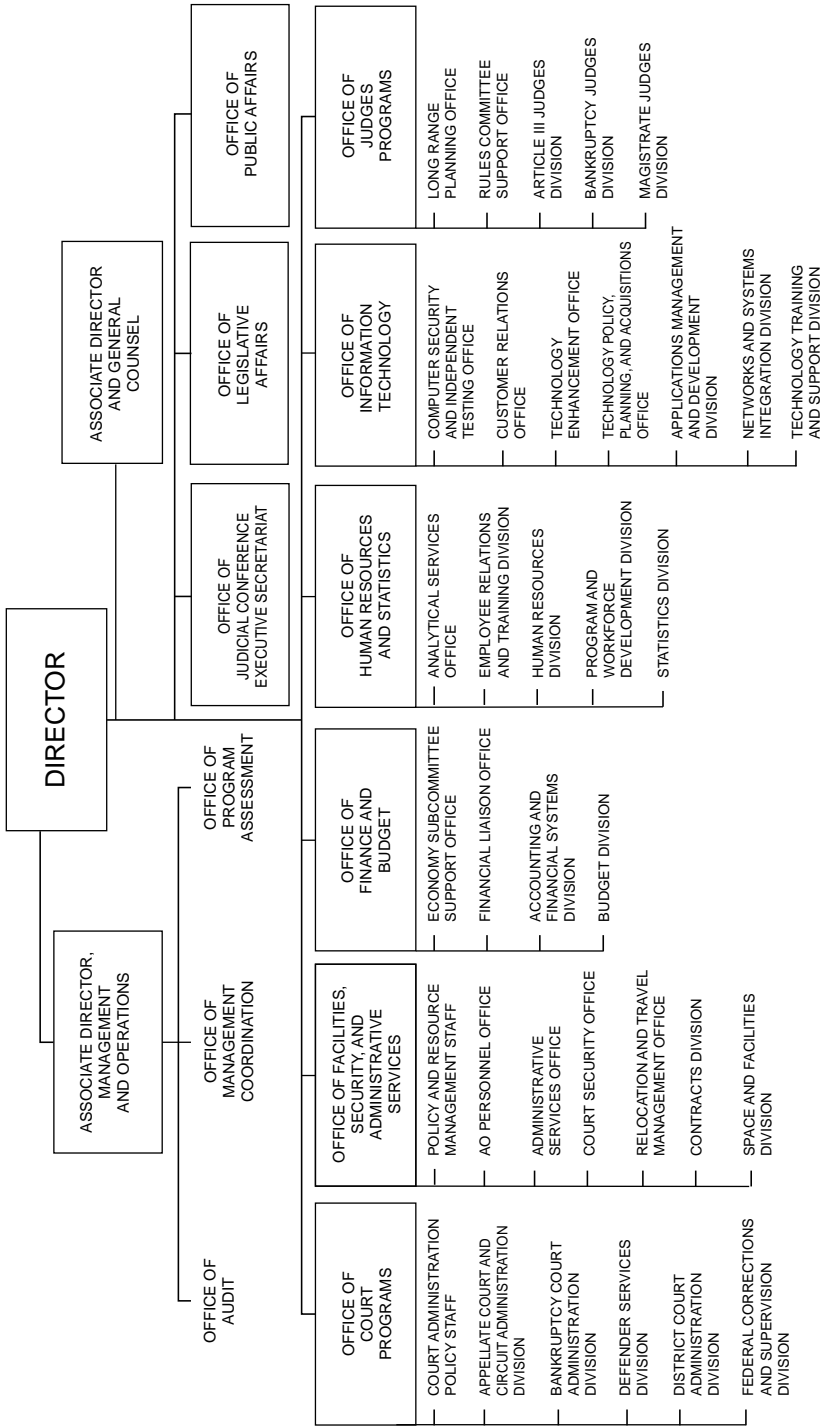 DIRECTOR
ASSOCIATE DIRECTOR,
MANAGEMENT
AND OPERATIONS
ASSOCIATE DIRECTOR
AND GENERAL
COUNSEL
OFFICE OF
AUDIT
OFFICE OF
MANAGEMENT
COORDINATION
OFFICE OF
PROGRAM
ASSESSMENT
OFFICE OF
JUDICIAL CONFERENCE
EXECUTIVE SECRETARIAT
OFFICE OF
LEGISLATIVE
AFFAIRS
OFFICE OF
PUBLIC AFFAIRS
OFFICE OF
COURT
PROGRAMS
COURT ADMINISTRATION
POLICY STAFF
APPELLATE COURT AND
CIRCUIT ADMINISTRATION
DIVISION
BANKRUPTCY COURT
ADMINISTRATION
DIVISION
DEFENDER SERVICES
DIVISION
DISTRICT COURT
ADMINISTRATION
DIVISION
FEDERAL CORRECTIONS
AND SUPERVISION
DIVISION
OFFICE OF FACILITIES,
SECURITY, AND
ADMINISTRATIVE
SERVICES
POLICY AND RESOURCE
MANAGEMENT STAFF
AO PERSONNEL OFFICE
ADMINISTRATIVE
SERVICES OFFICE
COURT SECURITY OFFICE
RELOCATION AND TRAVEL
MANAGEMENT OFFICE
CONTRACTS DIVISION
SPACE AND FACILITIES
DIVISION
OFFICE OF
FINANCE AND
BUDGET
ECONOMY SUBCOMMITTEE
SUPPORT OFFICE
FINANCIAL LIAISON OFFICE
ACCOUNTING AND
FINANCIAL SYSTEMS
DIVISION
BUDGET DIVISION
OFFICE OF
HUMAN RESOURCES
AND STATISTICS
ANALYTICAL SERVICES
OFFICE
EMPLOYEE RELATIONS
AND TRAINING DIVISION
HUMAN RESOURCES
DIVISION
PROGRAM AND
WORKFORCE
DEVELOPMENT DIVISION
STATISTICS DIVISION
OFFICE OF
INFORMATION
TECHNOLOGY
COMPUTER SECURITY
AND INDEPENDENT
TESTING OFFICE
CUSTOMER RELATIONS
OFFICE
TECHNOLOGY
ENHANCEMENT OFFICE
TECHNOLOGY POLICY,
PLANNING, AND ACQUISITIONS
OFFICE
APPLICATIONS MANAGEMENT
AND DEVELOPMENT
DIVISION
NETWORKS AND SYSTEMS
INTEGRATION DIVISION
TECHNOLOGY TRAINING
AND SUPPORT DIVISION
OFFICE OF
JUDGES
PROGRAMS
LONG RANGE
PLANNING OFFICE
RULES COMMITTEE
SUPPORT OFFICE
ARTICLE III JUDGES
DIVISION
BANKRUPTCY JUDGES
DIVISION
MAGISTRATE JUDGES
DIVISION